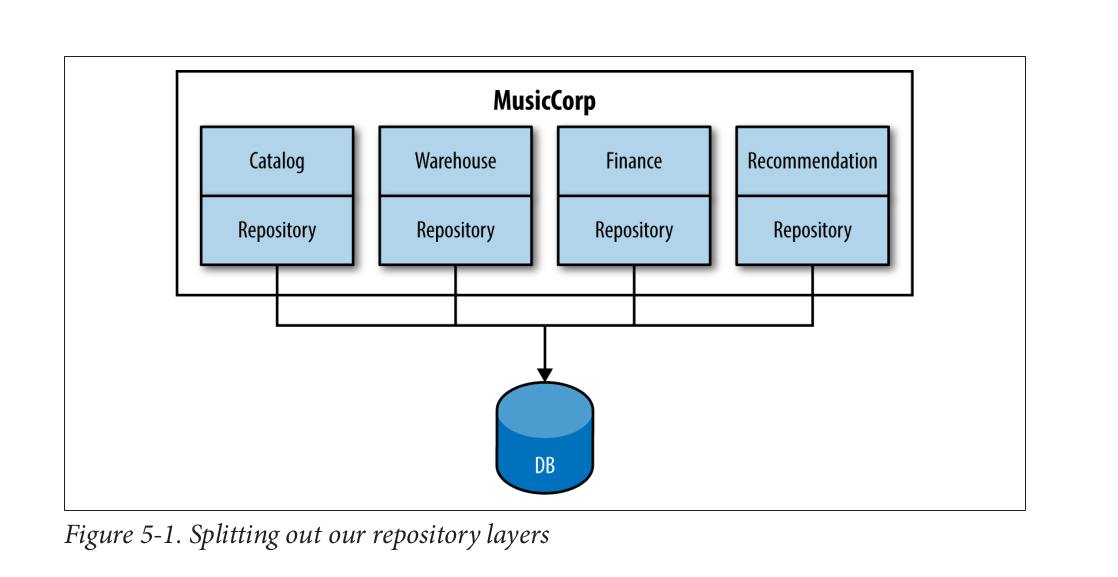 MusicCorp
Catalog
Warehouse
Finance
Recommendation
Repository
Repository
Repository
Repository
DB
Figure 5-1. Splitting out our repository layers